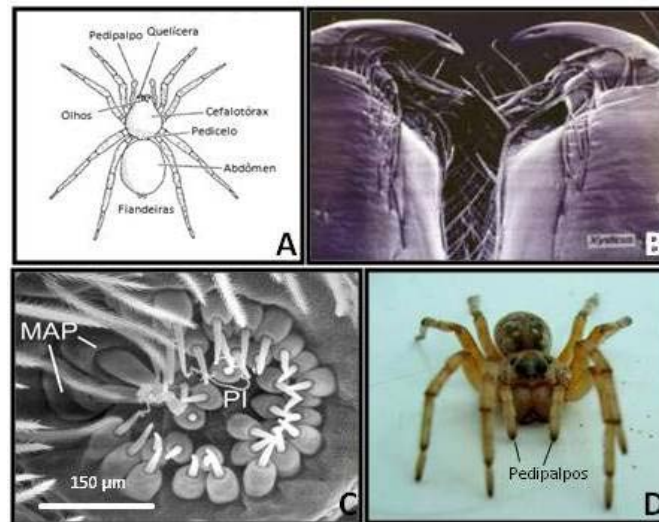 Pedipalpo
Quelícera
Olhos
Cefalotórax
Pedicelo
Abdômen
Fiandeiras
A
B
MAP
PI
150 µm
C
Pedipalpos
D